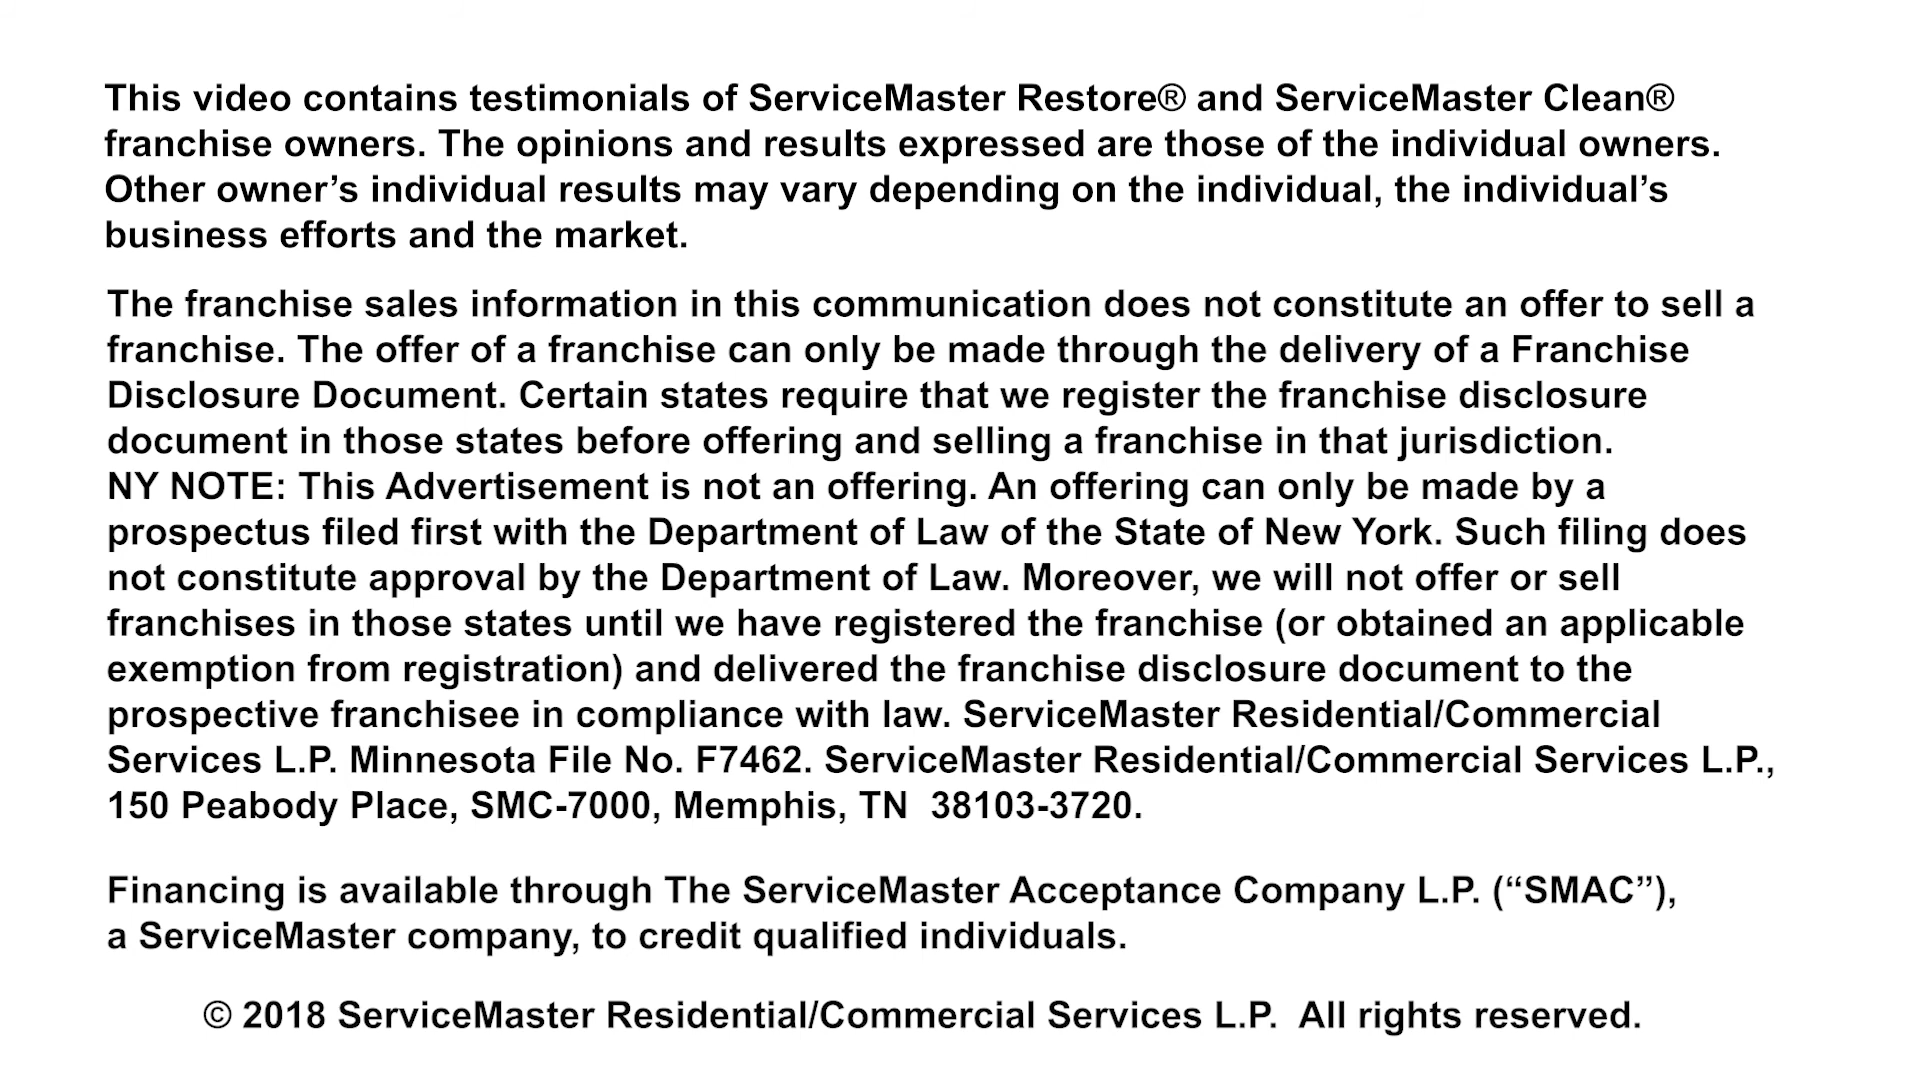 This video contains testimonials of ServiceMaster Restore® and ServiceMaster Clean®
franchise owners. The opinions and results expressed are those of the individual owners.
Other owner’s individual results may vary depending on the individual, the individual’s
business efforts and the market.
The franchise sales information in this communication does not constitute an offer to sell a
franchise. The offer of a franchise can only be made through the delivery of a Franchise
Disclosure Document. Certain states require that we register the franchise disclosure
document in those states before offering and selling a franchise in that jurisdiction.
NY NOTE: This Advertisement is not an offering. An offering can only be made by a
prospectus filed first with the Department of Law of the State of New York. Such filing does
not constitute approval by the Department of Law. Moreover, we will not offer or sell
franchises in those states until we have registered the franchise (or obtained an applicable
exemption from registration) and delivered the franchise disclosure document to the
prospective franchisee in compliance with law. ServiceMaster Residential/Commercial
Services L.P. Minnesota File No. F7462. ServiceMaster Residential/Commercial Services L.P.,
150 Peabody Place, SMC-7000, Memphis, TN  38103-3720.
Financing is available through The ServiceMaster Acceptance Company L.P. (“SMAC”),
a ServiceMaster company, to credit qualified individuals.
© 2018 ServiceMaster Residential/Commercial Services L.P.  All rights reserved.